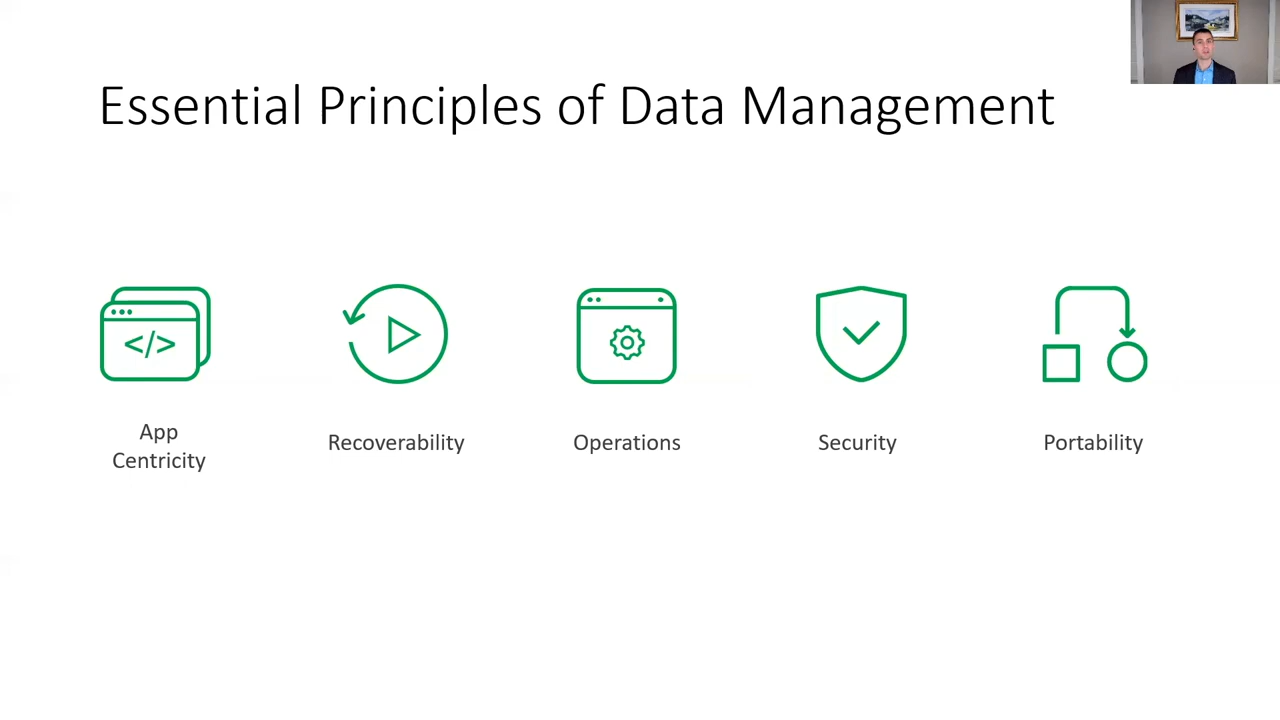 Essential Principles of Data Management
</>
App
Centricity
Recoverability
Operations
Security
Portability